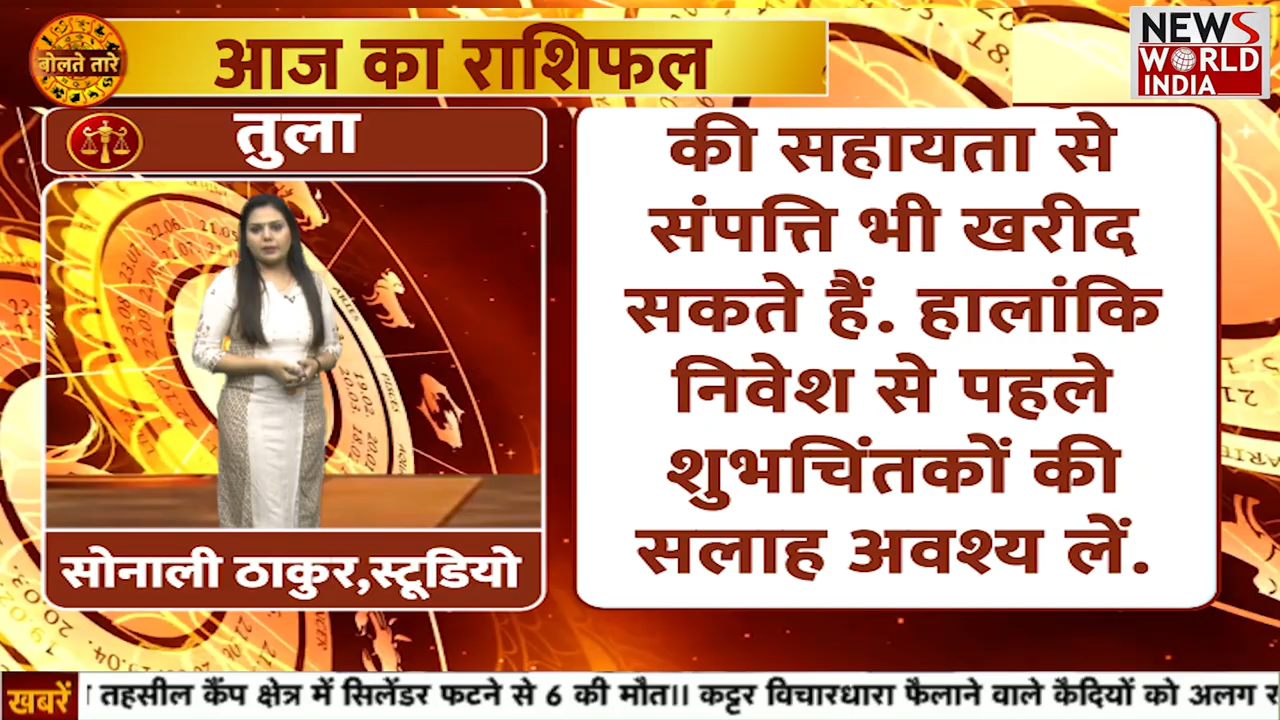 बोलते तारे
आज का राशिफल
NEWS
WORLD
INDIA
तुला
की सहायता से
संपत्ति भी खरीद
सकते हैं. हालांकि
निवेश से पहले
शुभचिंतकों की
सलाह अवश्य लें.
सोनाली ठाकुर,स्टूडियो
खबरें
तहसील कैंप क्षेत्र में सिलेंडर फटने से 6 की मौत।। कट्टर विचारधारा फैलाने वाले कैदियों को अलग